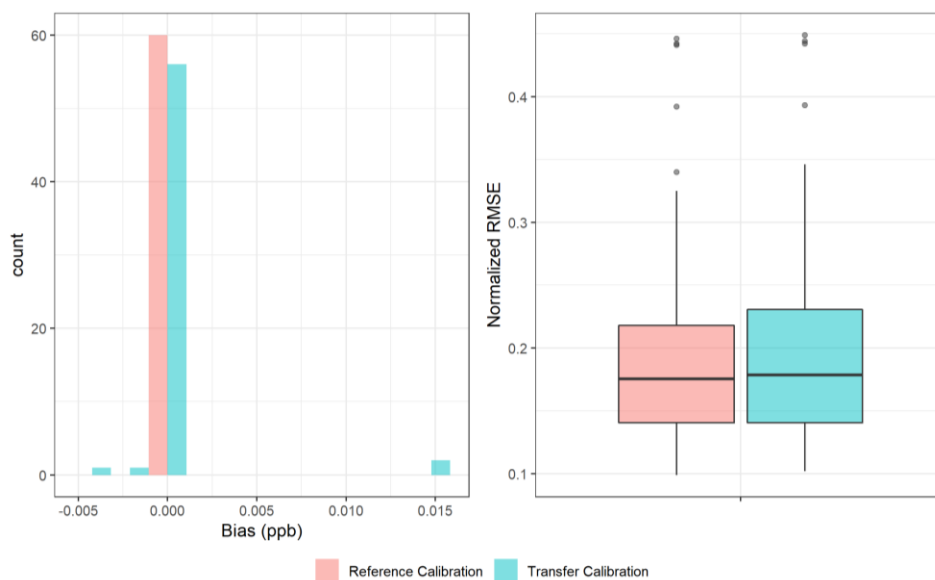 60
40
20
0
count
-0.005
0.000
0.005
0.010
0.015
Bias (ppb)
0.4
0.3
0.2
0.1
Normalized RMSE
Reference Calibration
Transfer Calibration